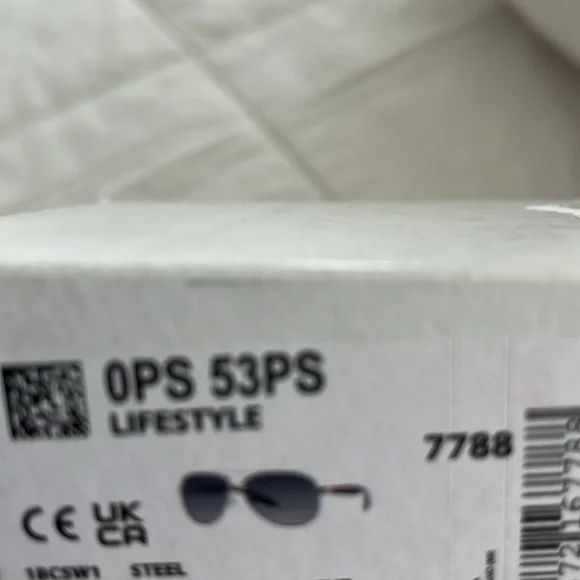 0PS 53PS
LIFESTYLE
7788
CE UK
CA
1BC5W1 STEEL